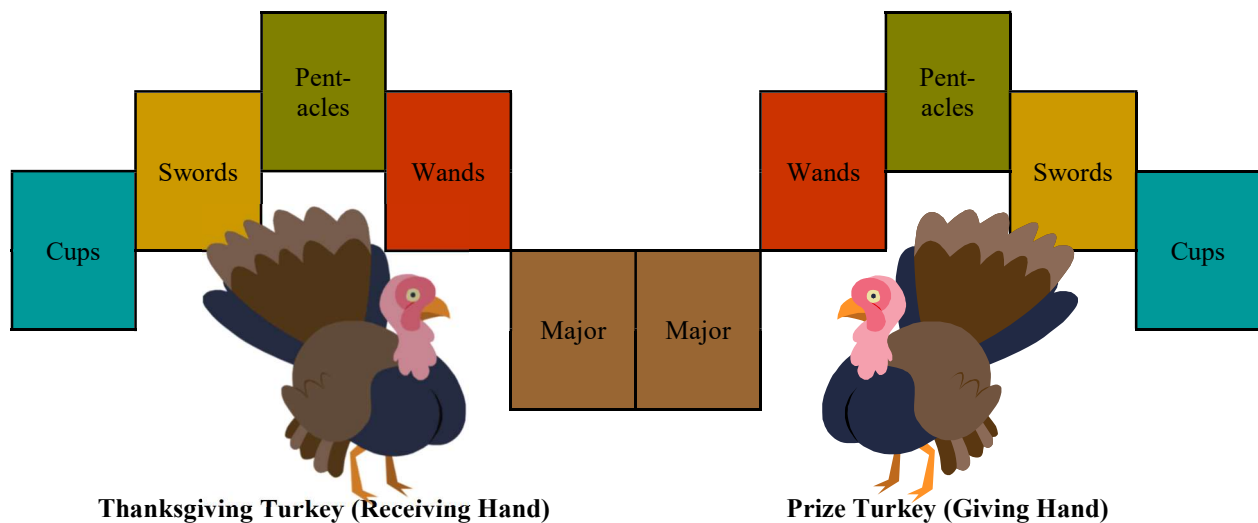 Pent-
acles
Pent-
acles
Swords
Wands
Wands
Swords
Cups
Cups
Major
Major
Thanksgiving Turkey (Receiving Hand)
Prize Turkey (Giving Hand)